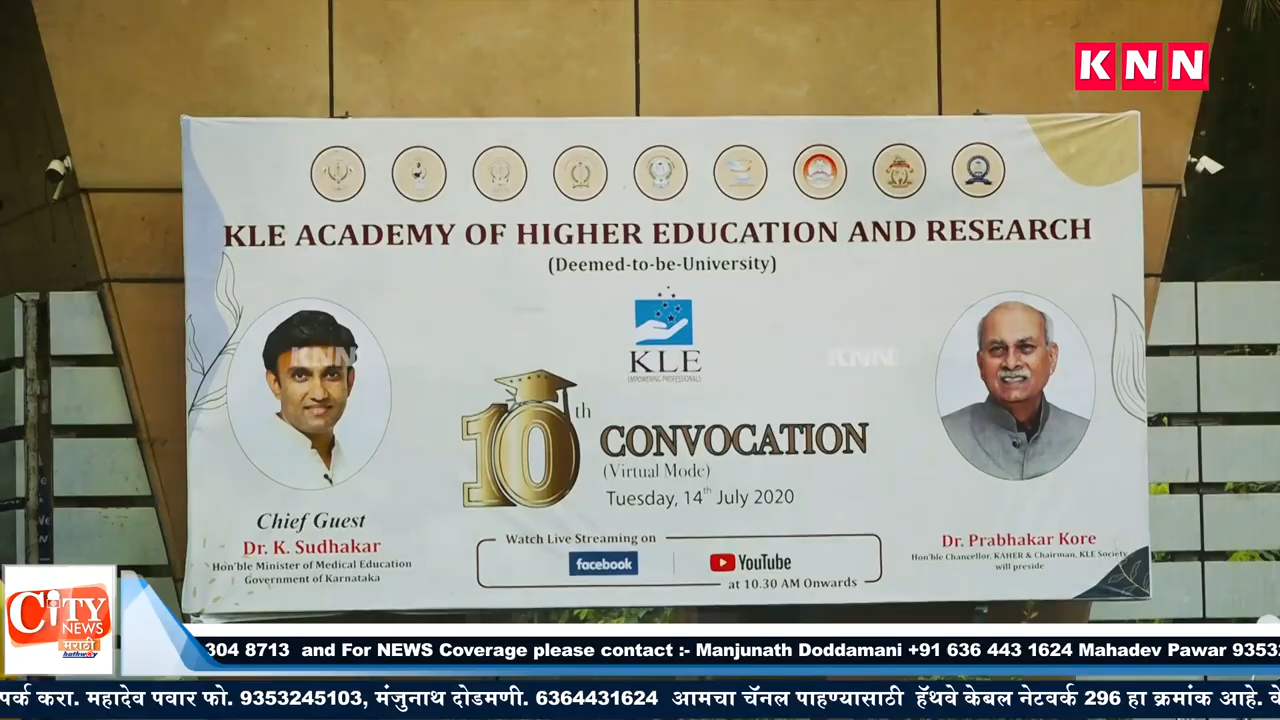 KNN
KLE ACADEMY OF HIGHER EDUCATION AND RESEARCH
(Deemed-to-be-University)
KLE
EMPOWERING PROFESSIONALS
KNN
KNN
10th CONVOCATION
(Virtual Mode)
Tuesday, 14th July 2020
Chief Guest
Dr. K. Sudhakar
Hon'ble Minister of Medical Education
Government of Karnataka
Watch Live Streaming on
facebook
YouTube
at 10.30 AM Onwards
Dr. Prabhakar Kore
Hon'ble Chancellor, KAHER & Chairman, KLE Society,
will preside
CiTY
NEWS
मराठी
hathway
304 8713 and For NEWS Coverage please contact :- Manjunath Doddamani +91 636 443 1624 Mahadev Pawar 93532
पर्क करा. महादेव पवार फो. 9353245103, मंजुनाथ दोडमणी. 6364431624 आमचा चॅनल पाहण्यासाठी हॅथवे केबल नेटवर्क 296 हा क्रमांक आहे.